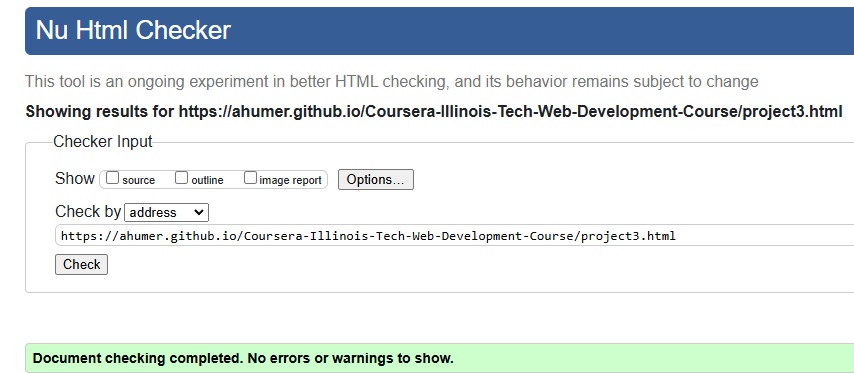 Nu Html Checker
This tool is an ongoing experiment in better HTML checking, and its behavior remains subject to change
Showing results for https://ahumer.github.io/Coursera-Illinois-Tech-Web-Development-Course/project3.html
Checker Input
Show source outline image report Options...
Check by address
https://ahumer.github.io/Coursera-Illinois-Tech-Web-Development-Course/project3.html
Check
Document checking completed. No errors or warnings to show.